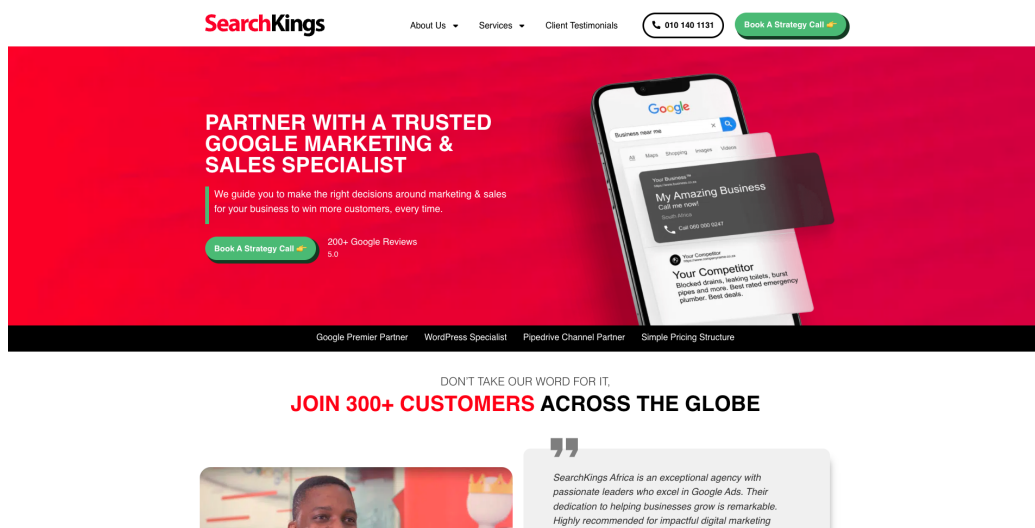 SearchKings
About Us
Services
Client Testimonials
010 140 1131
Book A Strategy Call
PARTNER WITH A TRUSTED
GOOGLE MARKETING &
SALES SPECIALIST
We guide you to make the right decisions around marketing & sales
for your business to win more customers, every time.
Book A Strategy Call
200+ Google Reviews
5.0
Google
Business near me
All Maps Shopping Images Videos
Your Business™
My Amazing Business
Call me now!
South Africa
Call 060 000 0247
Your Competitor
Your Competitor
Blocked drains, leaking toilets, burst
pipes and more. Best rated emergency
plumber. Best deals.
Google Premier Partner
WordPress Specialist
Pipedrive Channel Partner
Simple Pricing Structure
DON'T TAKE OUR WORD FOR IT,
JOIN 300+ CUSTOMERS ACROSS THE GLOBE
SearchKings Africa is an exceptional agency with
passionate leaders who excel in Google Ads. Their
dedication to helping businesses grow is remarkable.
Highly recommended for impactful digital marketing